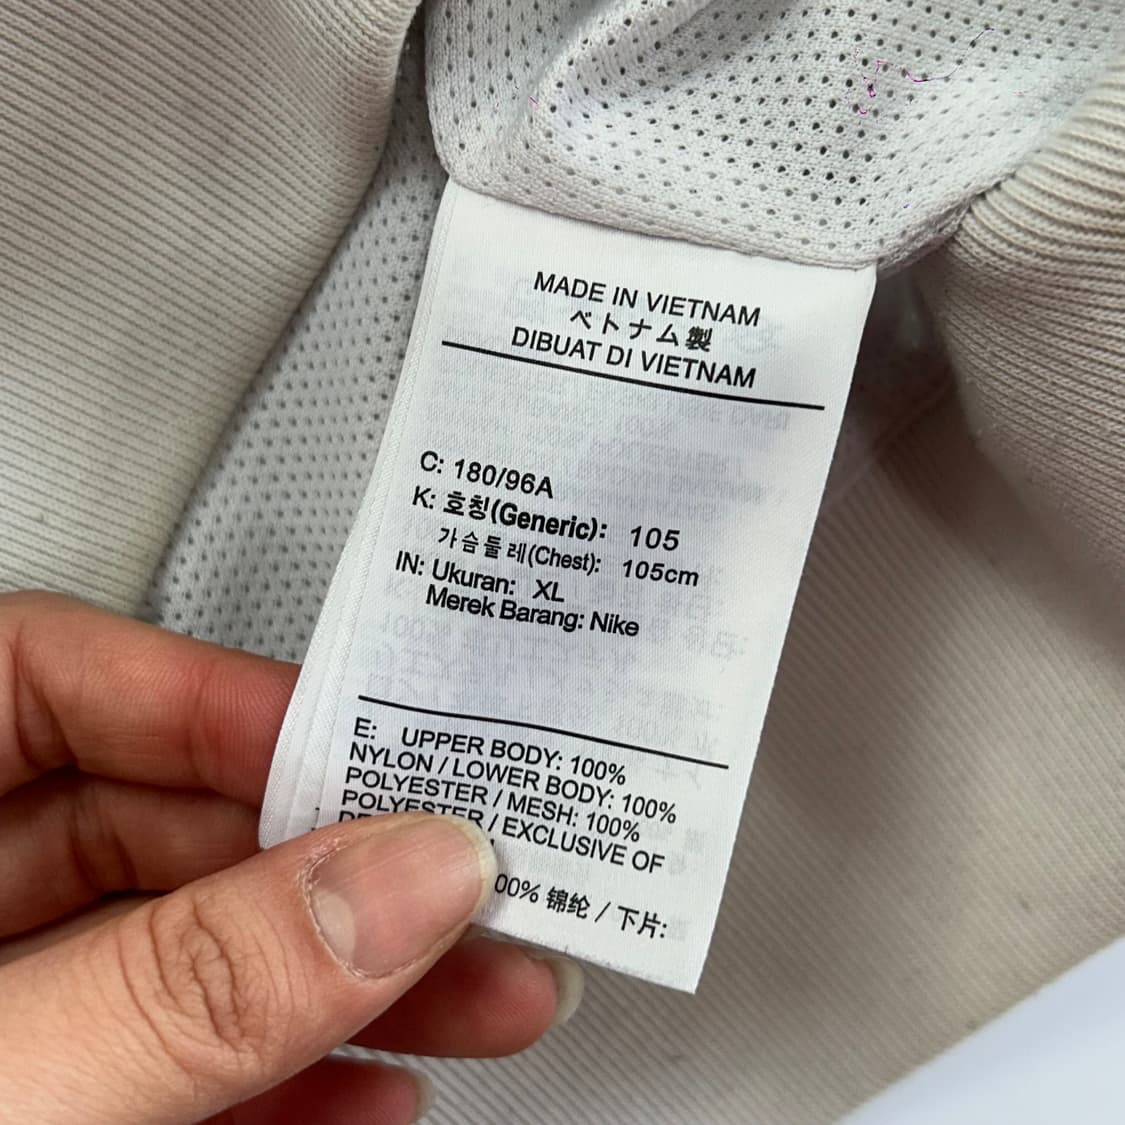 MADE IN VIETNAM
ベトナム製
DIBUAT DI VIETNAM
C: 180/96A
K: 호칭(Generic): 105
가슴둘레(Chest): 105cm
IN: Ukuran: XL
Merek Barang: Nike
E: UPPER BODY: 100%
NYLON / LOWER BODY: 100%
POLYESTER / MESH: 100%
POLYESTER / EXCLUSIVE OF
00% 锦纶 / 下片: